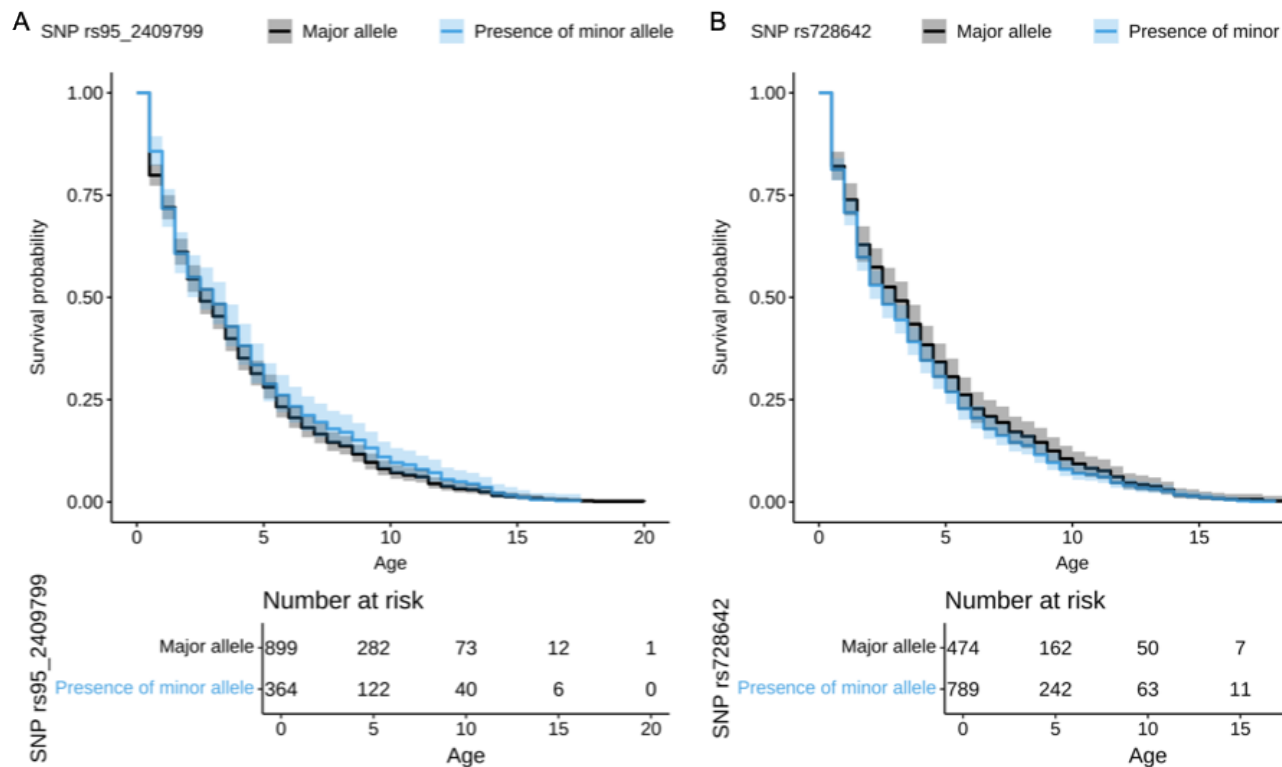 A SNP rs95_2409799 Major allele Presence of minor allele
1.00
0.75
0.50
0.25
0.00
Survival probability
0 5 10 15 20
Age
SNP rs95_2409799
Number at risk
Major allele 899 282 73 12 1
Presence of minor allele 364 122 40 6 0
0 5 10 15 20
Age
B SNP rs728642 Major allele Presence of minor
1.00
0.75
0.50
0.25
0.00
Survival probability
0 5 10 15
Age
SNP rs728642
Number at risk
Major allele 474 162 50 7
Presence of minor allele 789 242 63 11
0 5 10 15
Age